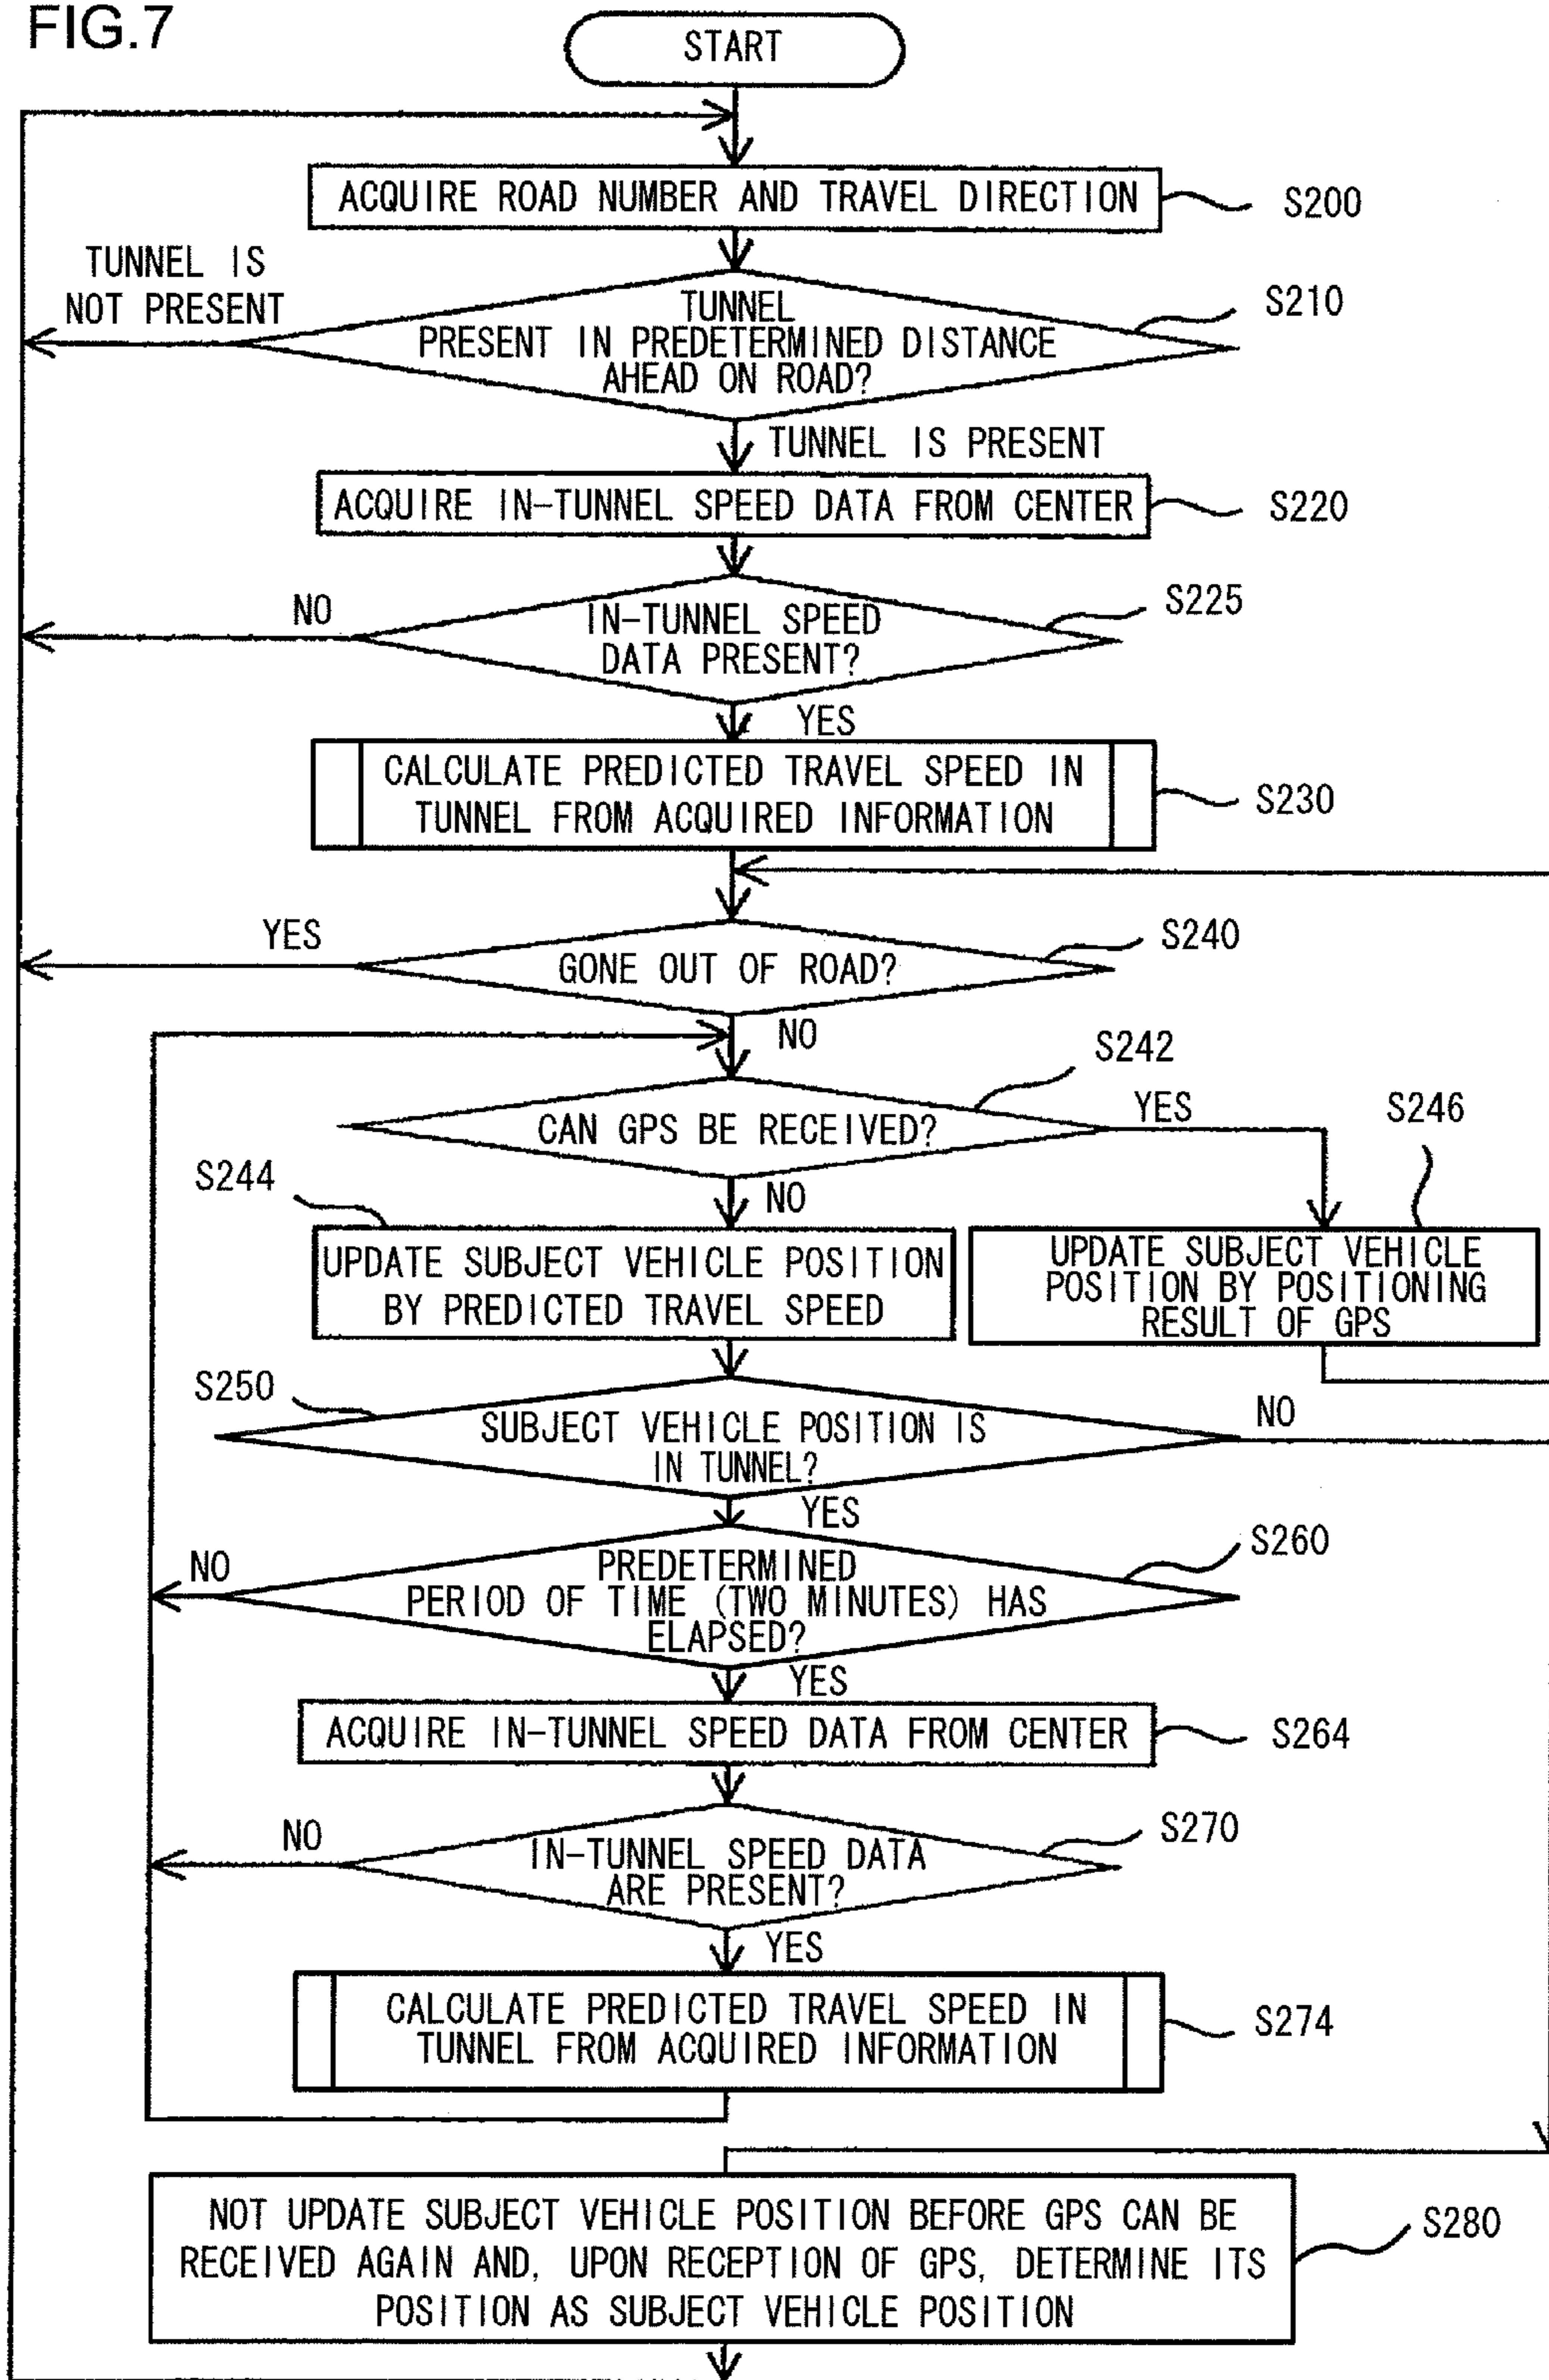 FIG.7
START
ACQUIRE ROAD NUMBER AND TRAVEL DIRECTION
S200
TUNNEL IS
NOT PRESENT
TUNNEL
PRESENT IN PREDETERMINED DISTANCE
AHEAD ON ROAD?
S210
TUNNEL IS PRESENT
ACQUIRE IN-TUNNEL SPEED DATA FROM CENTER
S220
NO
IN-TUNNEL SPEED
DATA PRESENT?
S225
YES
CALCULATE PREDICTED TRAVEL SPEED IN
TUNNEL FROM ACQUIRED INFORMATION
S230
YES
GONE OUT OF ROAD?
S240
NO
S242
CAN GPS BE RECEIVED?
YES
S246
S244
NO
UPDATE SUBJECT VEHICLE POSITION
BY PREDICTED TRAVEL SPEED
UPDATE SUBJECT VEHICLE
POSITION BY POSITIONING
RESULT OF GPS
S250
SUBJECT VEHICLE POSITION IS
IN TUNNEL?
NO
YES
NO
PREDETERMINED
PERIOD OF TIME (TWO MINUTES) HAS
ELAPSED?
S260
YES
ACQUIRE IN-TUNNEL SPEED DATA FROM CENTER
S264
NO
IN-TUNNEL SPEED DATA
ARE PRESENT?
S270
YES
CALCULATE PREDICTED TRAVEL SPEED IN
TUNNEL FROM ACQUIRED INFORMATION
S274
NOT UPDATE SUBJECT VEHICLE POSITION BEFORE GPS CAN BE
RECEIVED AGAIN AND, UPON RECEPTION OF GPS, DETERMINE ITS
POSITION AS SUBJECT VEHICLE POSITION
S280